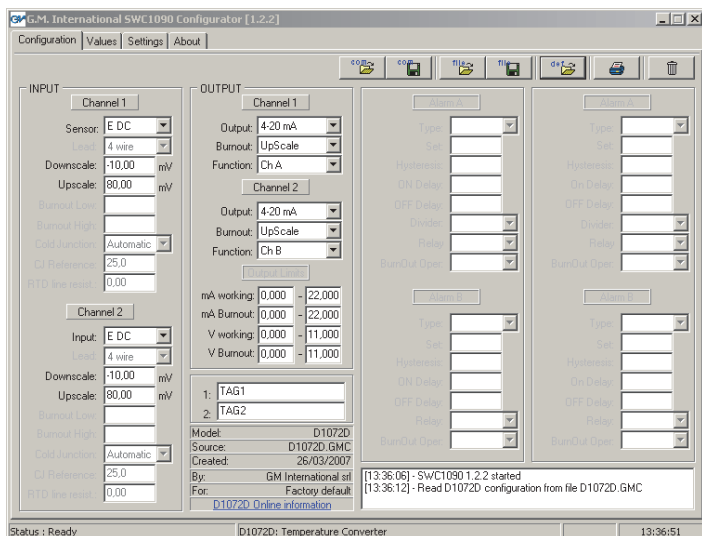 G.M. International SWC1090 Configurator [1.2.2]
Configuration Values Settings About
com com file file def
INPUT
Channel 1
Sensor: E DC
Lead: 4 wire
Downscale: -10,00 mV
Upscale: 80,00 mV
Burnout Low:
Burnout High:
Cold Junction: Automatic
CJ Reference: 25,0
RTD line resist.: 0,00
Channel 2
Input: E DC
Lead: 4 wire
Downscale: -10,00 mV
Upscale: 80,00 mV
Burnout Low:
Burnout High:
Cold Junction: Automatic
CJ Reference: 25,0
RTD line resist.: 0,00
OUTPUT
Channel 1
Output: 4-20 mA
Burnout: UpScale
Function: Ch A
Channel 2
Output: 4-20 mA
Burnout: UpScale
Function: Ch B
Output Limits
mA working: 0,000 - 22,000
mA Burnout: 0,000 - 22,000
V working: 0,000 - 11,000
V Burnout: 0,000 - 11,000
1: TAG1
2: TAG2
Model: D1072D
Source: D1072D.GMC
Created: 26/03/2007
By: GM International srl
For: Factory default
D1072D Online information
Alarm A
Type:
Set:
Hysteresis:
ON Delay:
OFF Delay:
Divider:
Relay
BurnOut Oper:
Alarm B
Type:
Set:
Hysteresis:
ON Delay:
OFF Delay:
Relay:
BurnOut Oper:
Alarm A
Type:
Set:
Hysteresis:
On Delay:
OFF Delay:
Divider:
Relay
BurnOut Oper:
Alarm B
Type:
Set:
Hysteresis:
On Delay:
OFF Delay:
Relay:
BurnOut Oper:
[13:36:06] - SWC1090 1.2.2 started
[13:36:12] - Read D1072D configuration from file D1072D.GMC
Status : Ready
D1072D: Temperature Converter
13:36:51